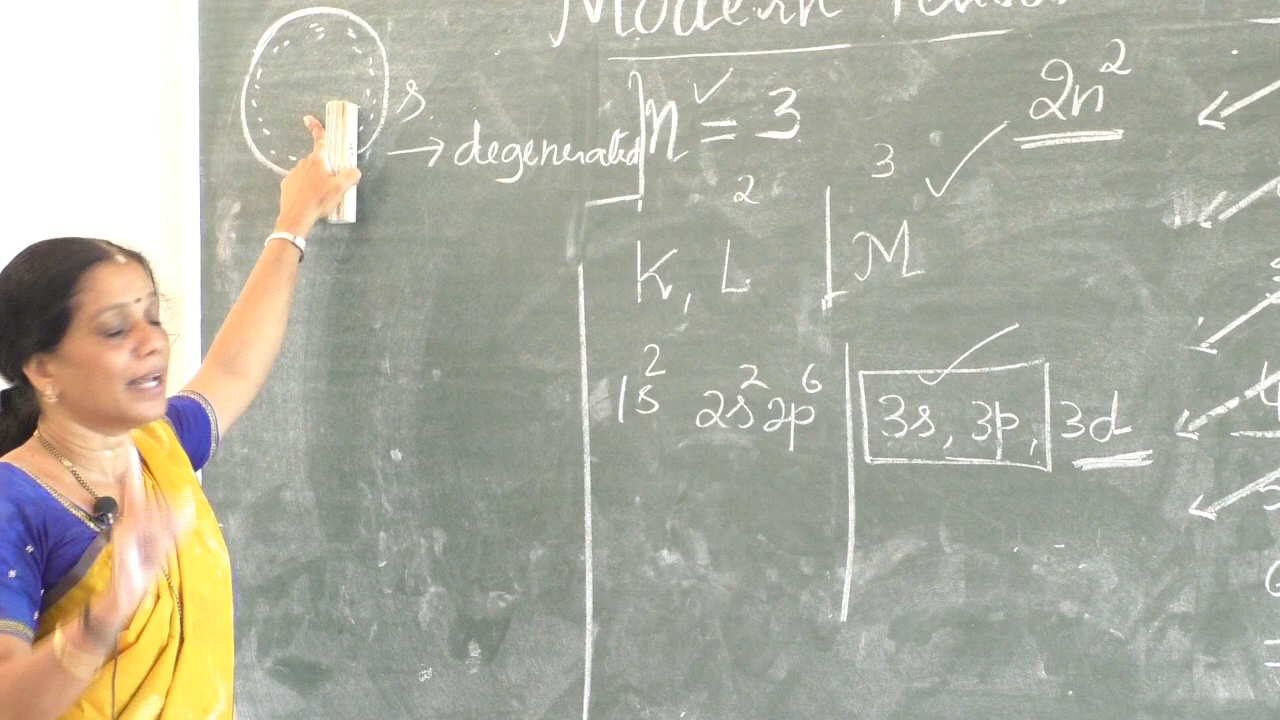 Modern
2n²
n = 3
s
→ degenerated
2
3
K, L
M
1s² 2s² 2p⁶
3s, 3p, 3d